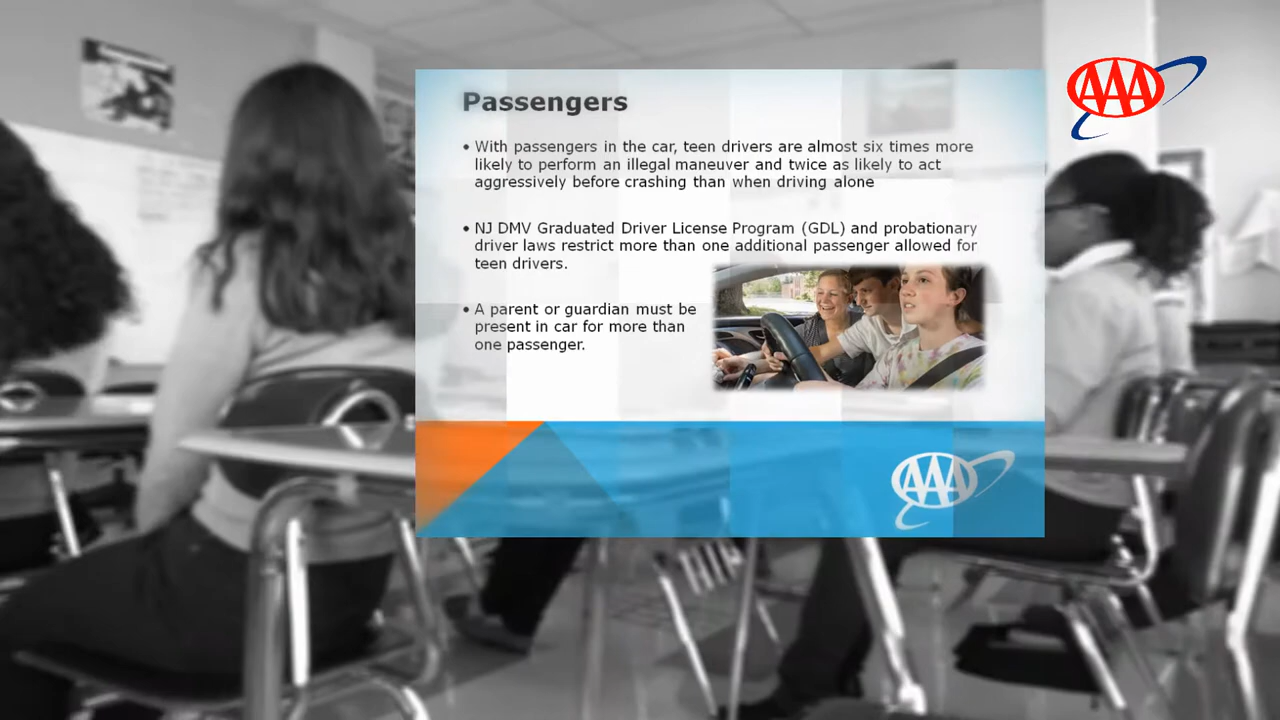 AAA
Passengers
• With passengers in the car, teen drivers are almost six times more
likely to perform an illegal maneuver and twice as likely to act
aggressively before crashing than when driving alone
• NJ DMV Graduated Driver License Program (GDL) and probationary
driver laws restrict more than one additional passenger allowed for
teen drivers.
• A parent or guardian must be
present in car for more than
one passenger.
AAA